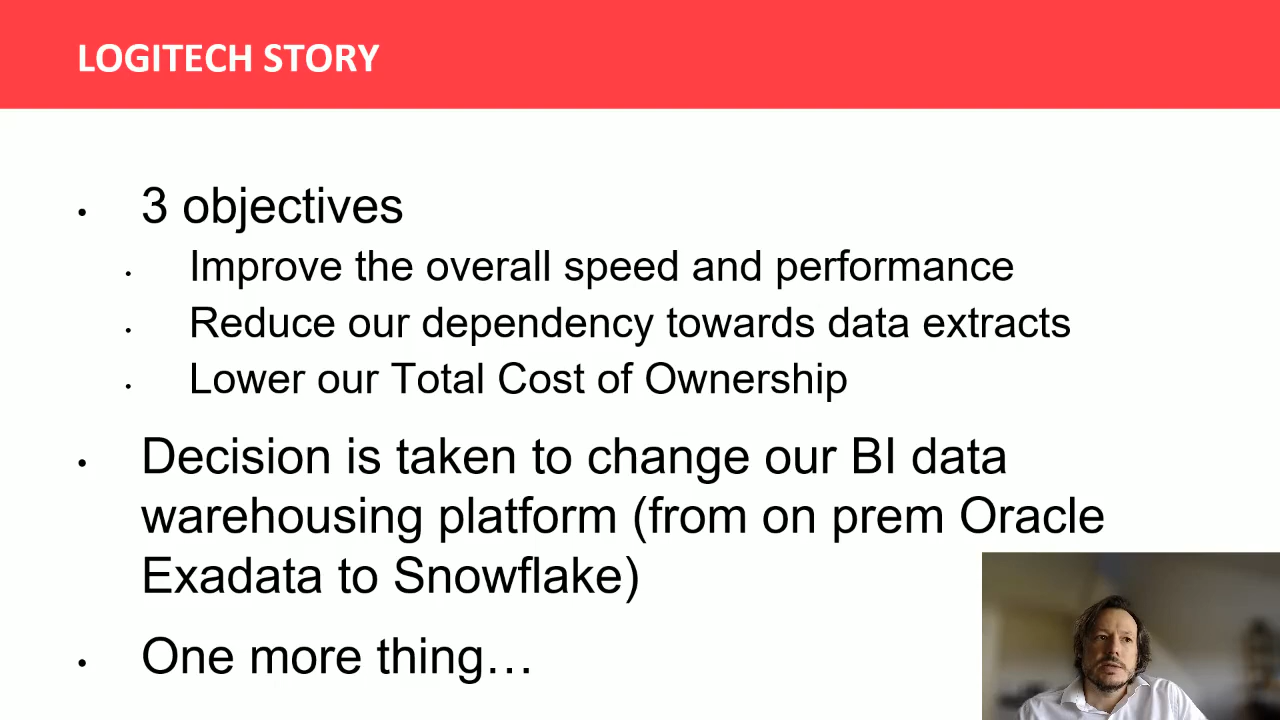 LOGITECH STORY
• 3 objectives
• Improve the overall speed and performance
• Reduce our dependency towards data extracts
• Lower our Total Cost of Ownership
• Decision is taken to change our BI data
warehousing platform (from on prem Oracle
Exadata to Snowflake)
• One more thing…